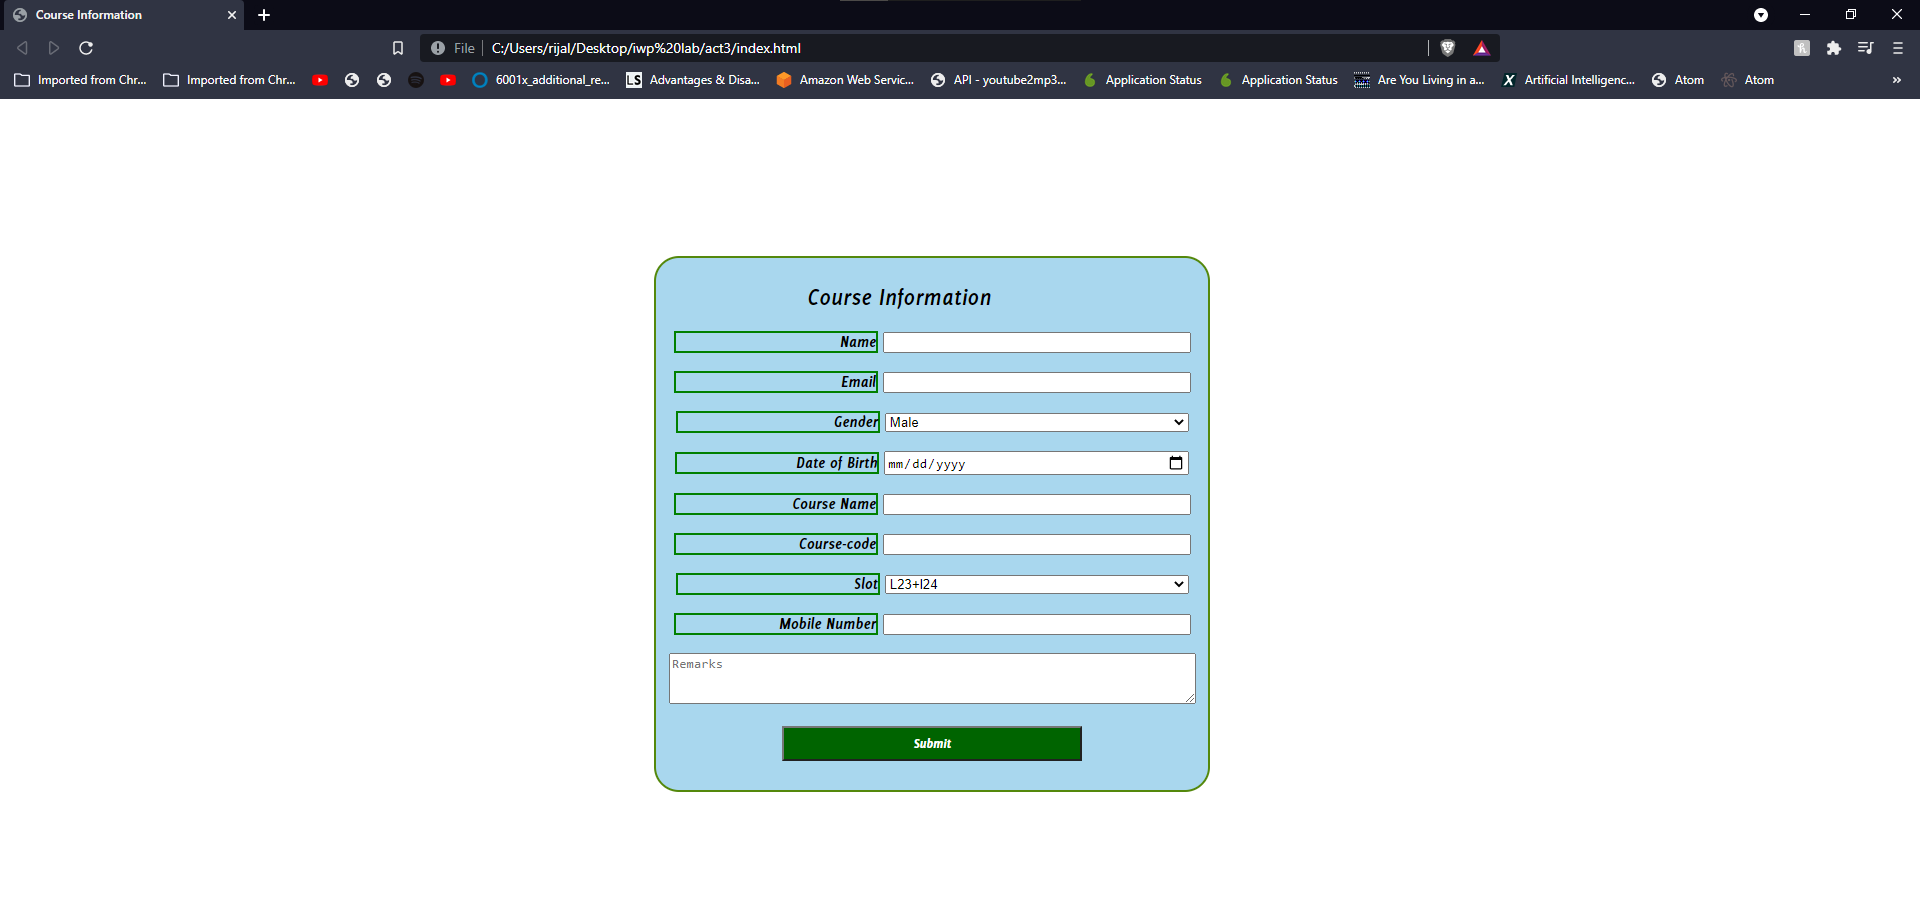 Course Information
File C:/Users/rijal/Desktop/iwp%20lab/act3/index.html
Imported from Chr... Imported from Chr... 6001x_additional_re... LS Advantages & Disa... Amazon Web Servic... API - youtube2mp3... Application Status Application Status Are You Living in a... X Artificial Intelligenc... Atom Atom »
Course Information
Name
Email
Gender Male
Date of Birth mm/dd/yyyy
Course Name
Course-code
Slot L23+l24
Mobile Number
Remarks
Submit